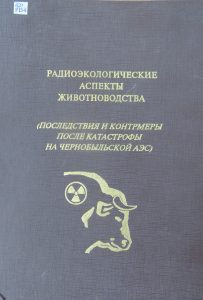 РАДИОЭКОЛОГИЧЕСКИЕ
АСПЕКТЫ
ЖИВОТНОВОДСТВА
(ПОСЛЕДСТВИЯ И КОНТРМЕРЫ
ПОСЛЕ КАТАСТРОФЫ
НА ЧЕРНОБЫЛЬСКОЙ АЭС)